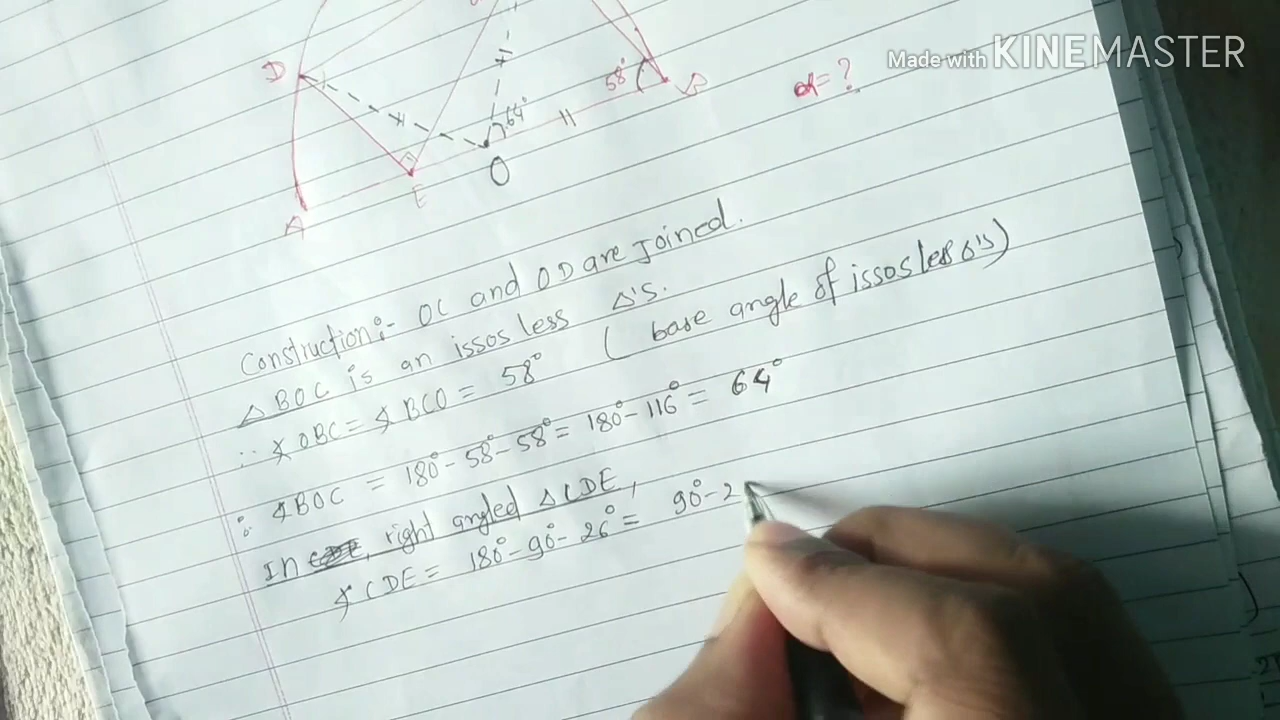 Made with KINEMASTER
D
58°
B
α = ?
64°
O
E
A
Construction:- OC and OD are Joined.
△ BOC is an issos less △'s.
∴ ∡ OBC = ∡ BCO = 58° ( base angle of issos less △'s)
∴ ∡BOC = 180° - 58° - 58° = 180° - 116° = 64°
In right angled △CDE,
∡ CDE = 180° - 90° - 26° = 90° - 2